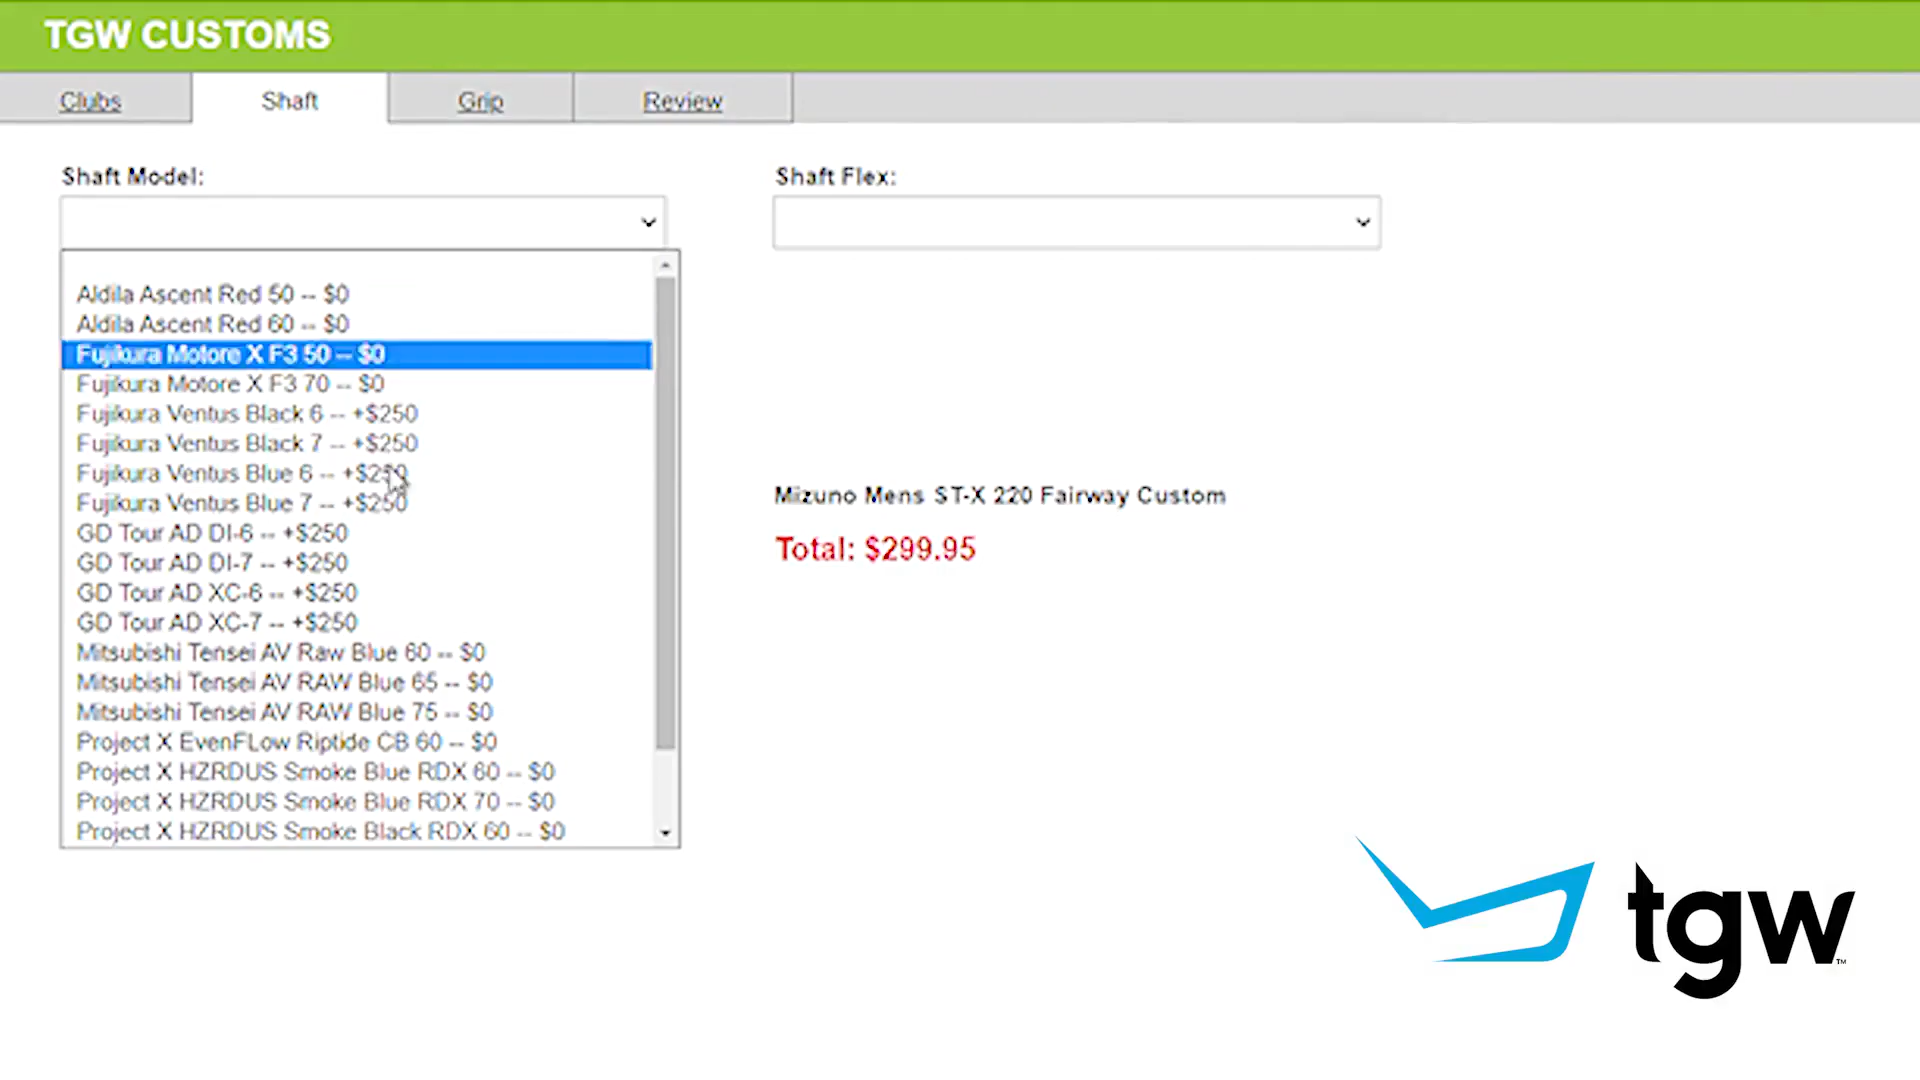 TGW CUSTOMS
Clubs
Shaft
Grip
Review
Shaft Model:
Shaft Flex:
Aldila Ascent Red 50 -- $0
Aldila Ascent Red 60 -- $0
Fujikura Motore X F3 50 -- $0
Fujikura Motore X F3 70 -- $0
Fujikura Ventus Black 6 -- +$250
Fujikura Ventus Black 7 -- +$250
Fujikura Ventus Blue 6 -- +$250
Fujikura Ventus Blue 7 -- +$250
GD Tour AD DI-6 -- +$250
GD Tour AD DI-7 -- +$250
GD Tour AD XC-6 -- +$250
GD Tour AD XC-7 -- +$250
Mitsubishi Tensei AV Raw Blue 60 -- $0
Mitsubishi Tensei AV RAW Blue 65 -- $0
Mitsubishi Tensei AV RAW Blue 75 -- $0
Project X EvenFLow Riptide CB 60 -- $0
Project X HZRDUS Smoke Blue RDX 60 -- $0
Project X HZRDUS Smoke Blue RDX 70 -- $0
Project X HZRDUS Smoke Black RDX 60 -- $0
Mizuno Mens ST-X 220 Fairway Custom
Total: $299.95
tgw™